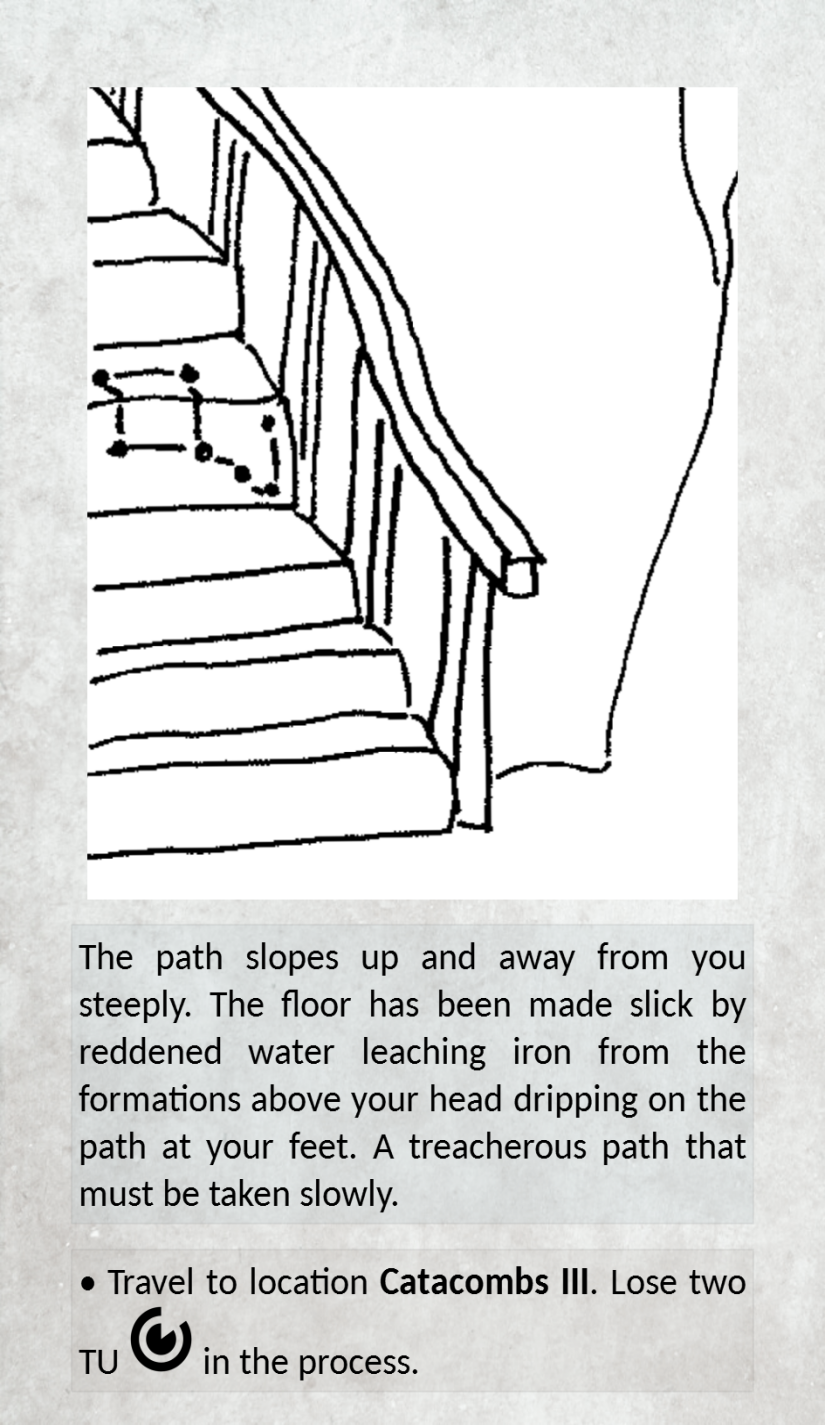 The path slopes up and away from you
steeply. The floor has been made slick by
reddened water leaching iron from the
formations above your head dripping on the
path at your feet. A treacherous path that
must be taken slowly.
• Travel to location Catacombs III. Lose two
TU in the process.